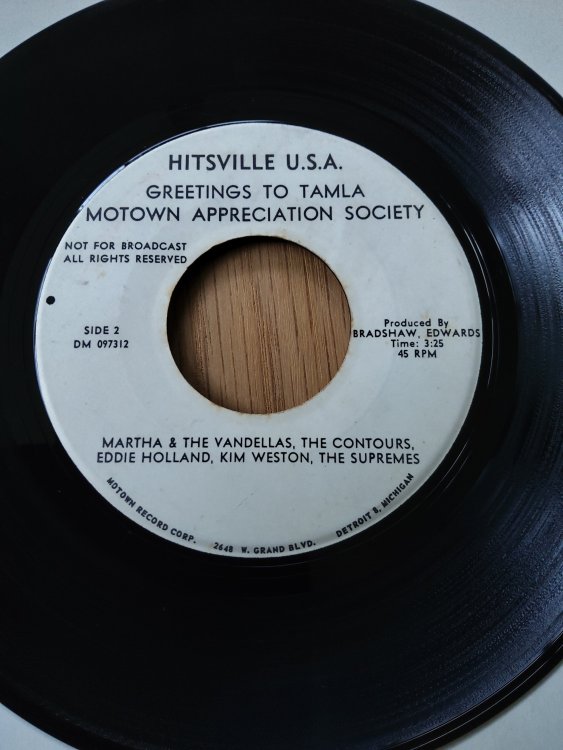 HITSVILLE U.S.A.
GREETINGS TO TAMLA
MOTOWN APPRECIATION SOCIETY
NOT FOR BROADCAST
ALL RIGHTS RESERVED
SIDE 2
DM 097312
Produced By
BRADSHAW, EDWARDS
Time: 3:25
45 RPM
MARTHA & THE VANDELLAS, THE CONTOURS,
EDDIE HOLLAND, KIM WESTON, THE SUPREMES
MOTOWN RECORD CORP. 2648 W. GRAND BLVD. DETROIT 8, MICHIGAN